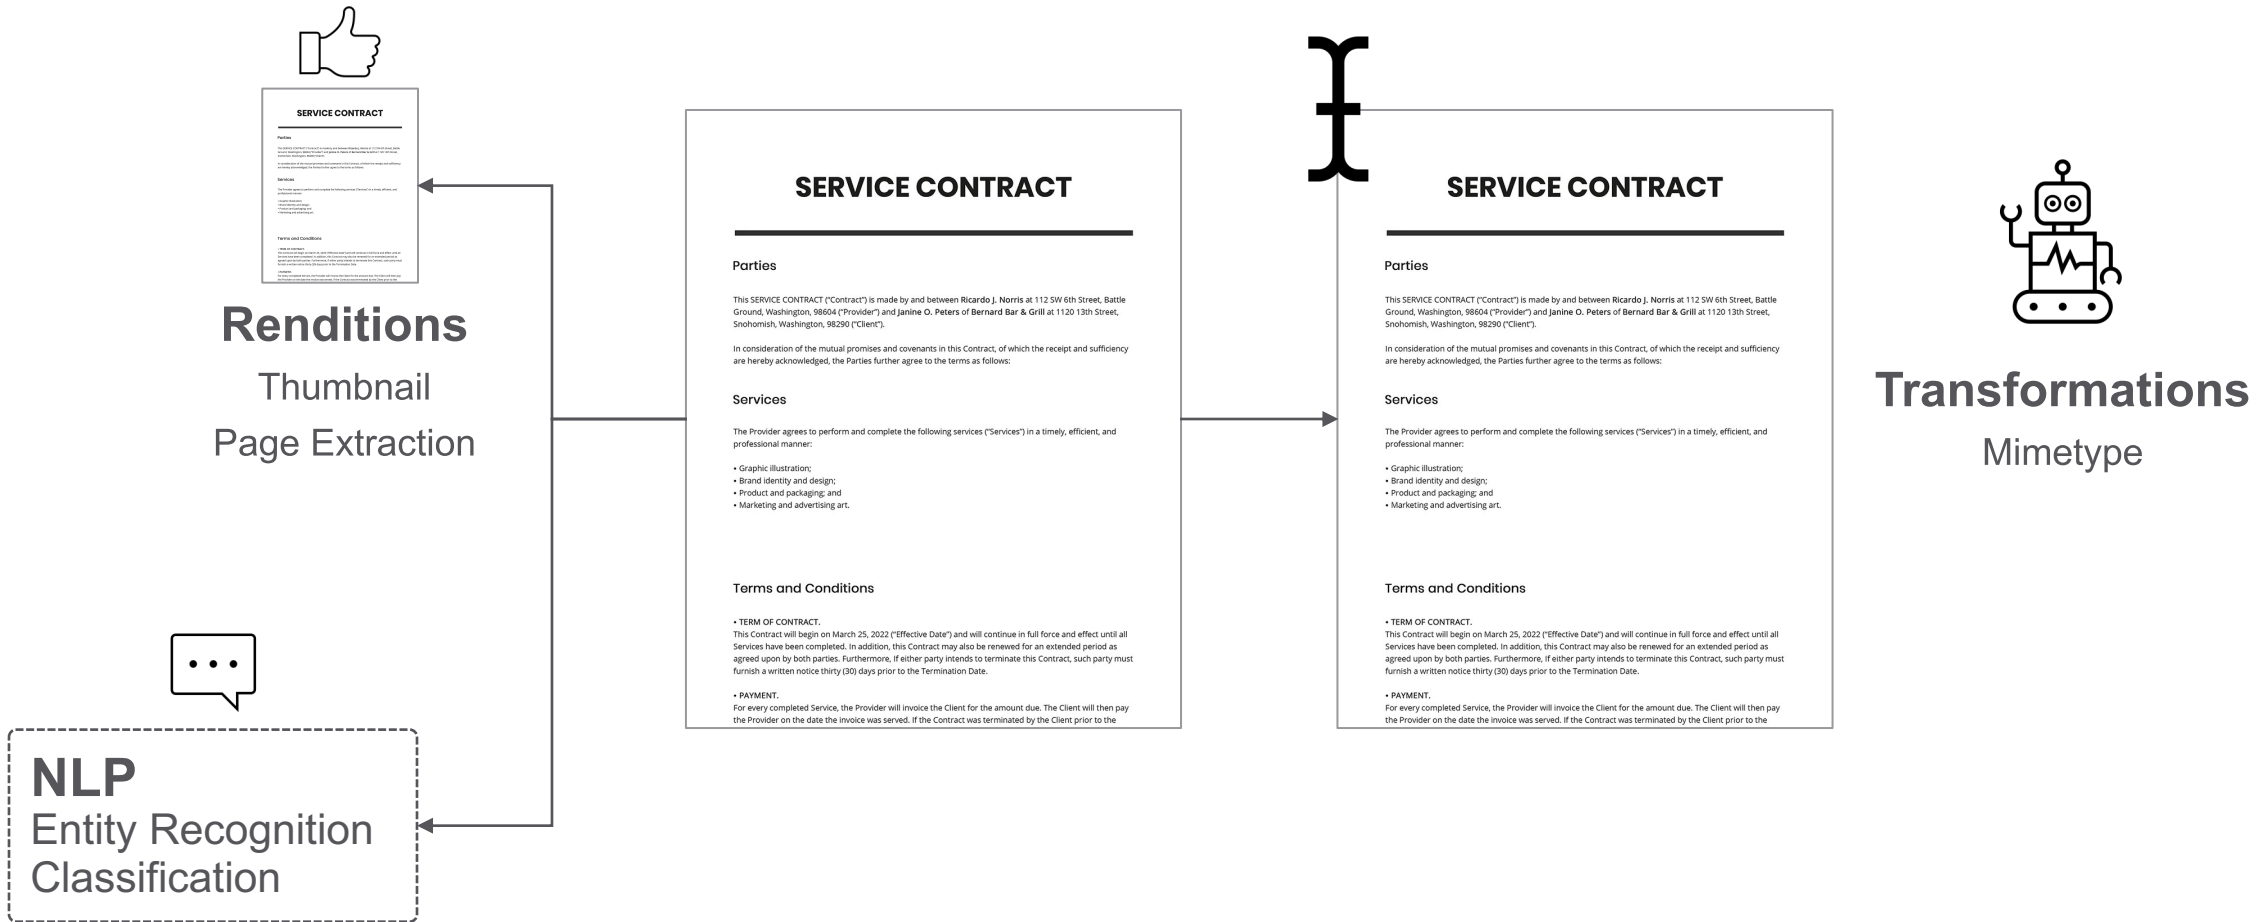 SERVICE CONTRACT
Parties
Services
Terms and Conditions
Renditions
Thumbnail
Page Extraction
NLP
Entity Recognition
Classification
SERVICE CONTRACT
Parties
This SERVICE CONTRACT (“Contract”) is made by and between Ricardo J. Norris at 112 SW 6th Street, Battle
Ground, Washington, 98604 (“Provider”) and Janine O. Peters of Bernard Bar & Grill at 1120 13th Street,
Snohomish, Washington, 98290 (“Client”).
In consideration of the mutual promises and covenants in this Contract, of which the receipt and sufficiency
are hereby acknowledged, the Parties further agree to the terms as follows:
Services
The Provider agrees to perform and complete the following services (“Services”) in a timely, efficient, and
professional manner:
• Graphic illustration;
• Brand identity and design;
• Product and packaging; and
• Marketing and advertising art.
Terms and Conditions
• TERM OF CONTRACT.
This Contract will begin on March 25, 2022 (“Effective Date”) and will continue in full force and effect until all
Services have been completed. In addition, this Contract may also be renewed for an extended period as
agreed upon by both parties. Furthermore, If either party intends to terminate this Contract, such party must
furnish a written notice thirty (30) days prior to the Termination Date.
• PAYMENT.
For every completed Service, the Provider will invoice the Client for the amount due. The Client will then pay
the Provider on the date the invoice was served. If the Contract was terminated by the Client prior to the
SERVICE CONTRACT
Parties
This SERVICE CONTRACT (“Contract”) is made by and between Ricardo J. Norris at 112 SW 6th Street, Battle
Ground, Washington, 98604 (“Provider”) and Janine O. Peters of Bernard Bar & Grill at 1120 13th Street,
Snohomish, Washington, 98290 (“Client”).
In consideration of the mutual promises and covenants in this Contract, of which the receipt and sufficiency
are hereby acknowledged, the Parties further agree to the terms as follows:
Services
The Provider agrees to perform and complete the following services (“Services”) in a timely, efficient, and
professional manner:
• Graphic illustration;
• Brand identity and design;
• Product and packaging; and
• Marketing and advertising art.
Terms and Conditions
• TERM OF CONTRACT.
This Contract will begin on March 25, 2022 (“Effective Date”) and will continue in full force and effect until all
Services have been completed. In addition, this Contract may also be renewed for an extended period as
agreed upon by both parties. Furthermore, If either party intends to terminate this Contract, such party must
furnish a written notice thirty (30) days prior to the Termination Date.
• PAYMENT.
For every completed Service, the Provider will invoice the Client for the amount due. The Client will then pay
the Provider on the date the invoice was served. If the Contract was terminated by the Client prior to the
Transformations
Mimetype